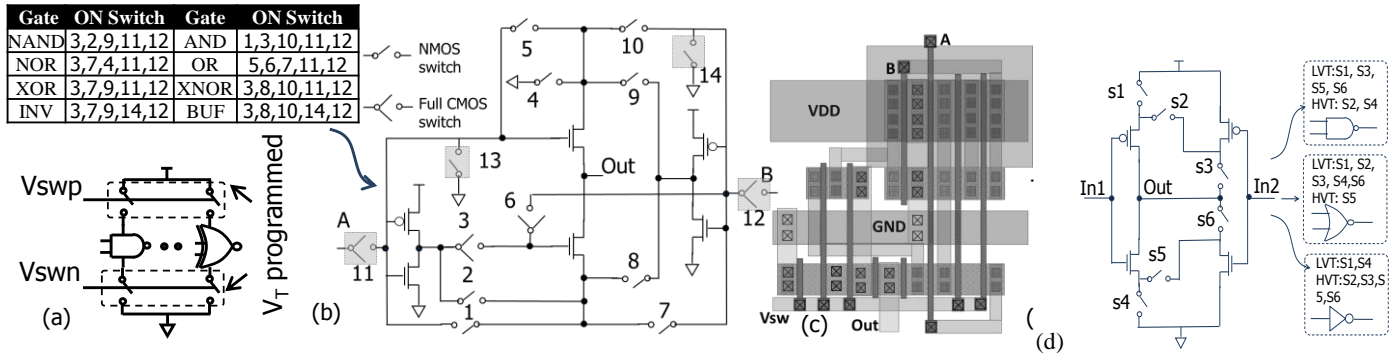 Gate ON Switch Gate ON Switch
NAND 3,2,9,11,12 AND 1,3,10,11,12
NOR 3,7,4,11,12 OR 5,6,7,11,12
XOR 3,7,9,11,12 XNOR 3,8,10,11,12
INV 3,7,9,14,12 BUF 3,8,10,14,12
NMOS
switch
Full CMOS
switch
Vswp
Vswn
(a)
V_T programmed
(b)
5
10
14
4
9
13
Out
6
A
3
B
11
2
12
8
1
7
A
B
VDD
GND
Vsw
(c)
Out
(
(d)
s1
s2
s3
In1
Out
In2
s6
s5
s4
LVT:S1, S3,
S5, S6
HVT: S2, S4
LVT:S1, S2,
S3, S4,S6
HVT: S5
LVT:S1,S4
HVT:S2,S3,S
5,S6